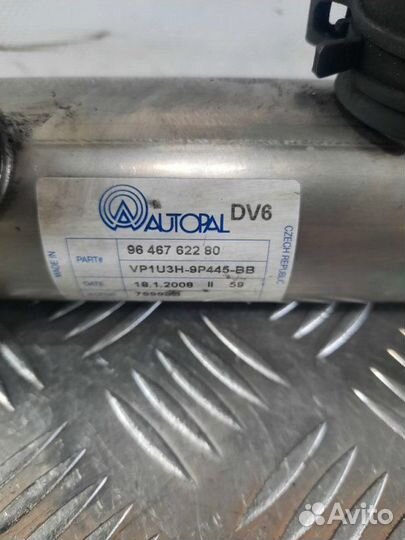 AUTOPAL DV6
MADE IN
CZECH REPUBLIC
PART# 96 467 622 80
VP1U3H-9P445-BB
DATE 18.1.2008 II 59
Avito